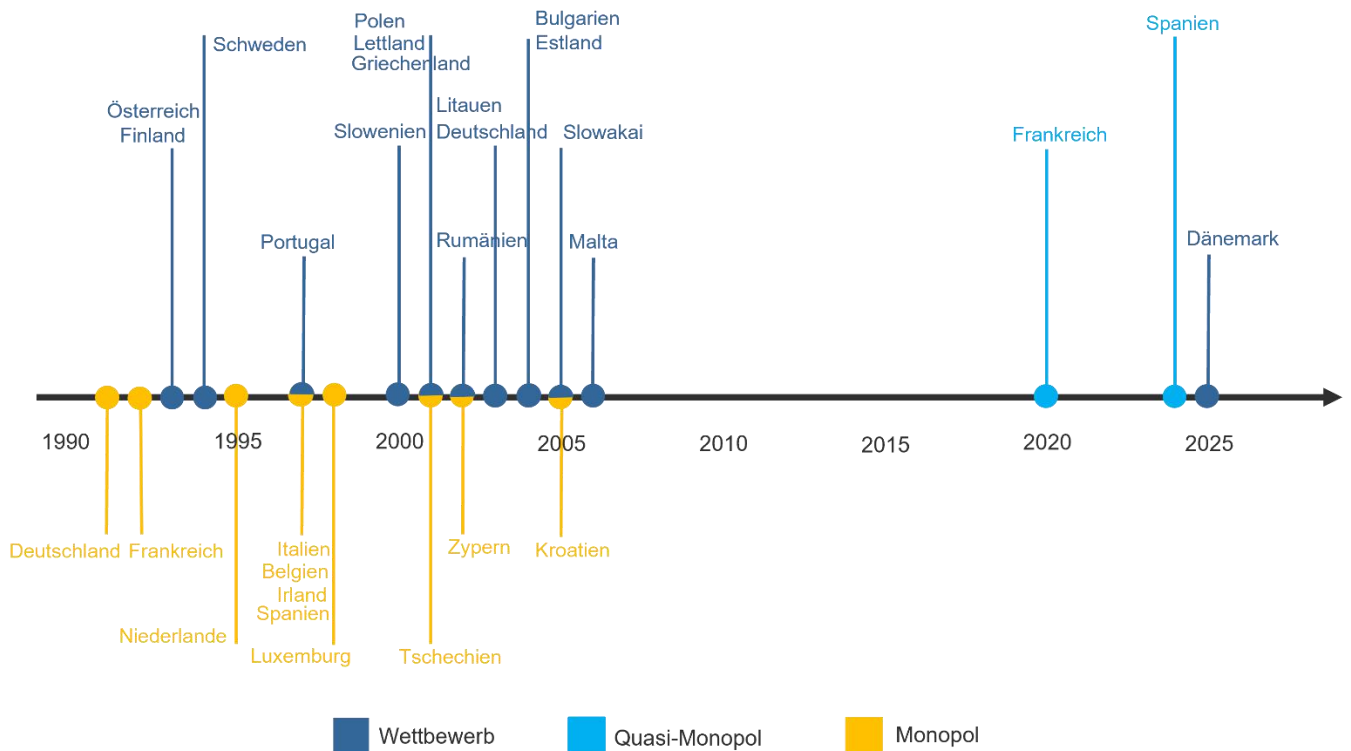 Polen
Lettland
Griechenland
Bulgarien
Estland
Spanien
Schweden
Österreich
Finland
Slowenien
Litauen
Deutschland
Slowakai
Frankreich
Portugal
Rumänien
Malta
Dänemark
1990
1995
2000
2005
2010
2015
2020
2025
Deutschland
Frankreich
Italien
Belgien
Irland
Spanien
Zypern
Kroatien
Niederlande
Luxemburg
Tschechien
Wettbewerb
Quasi-Monopol
Monopol